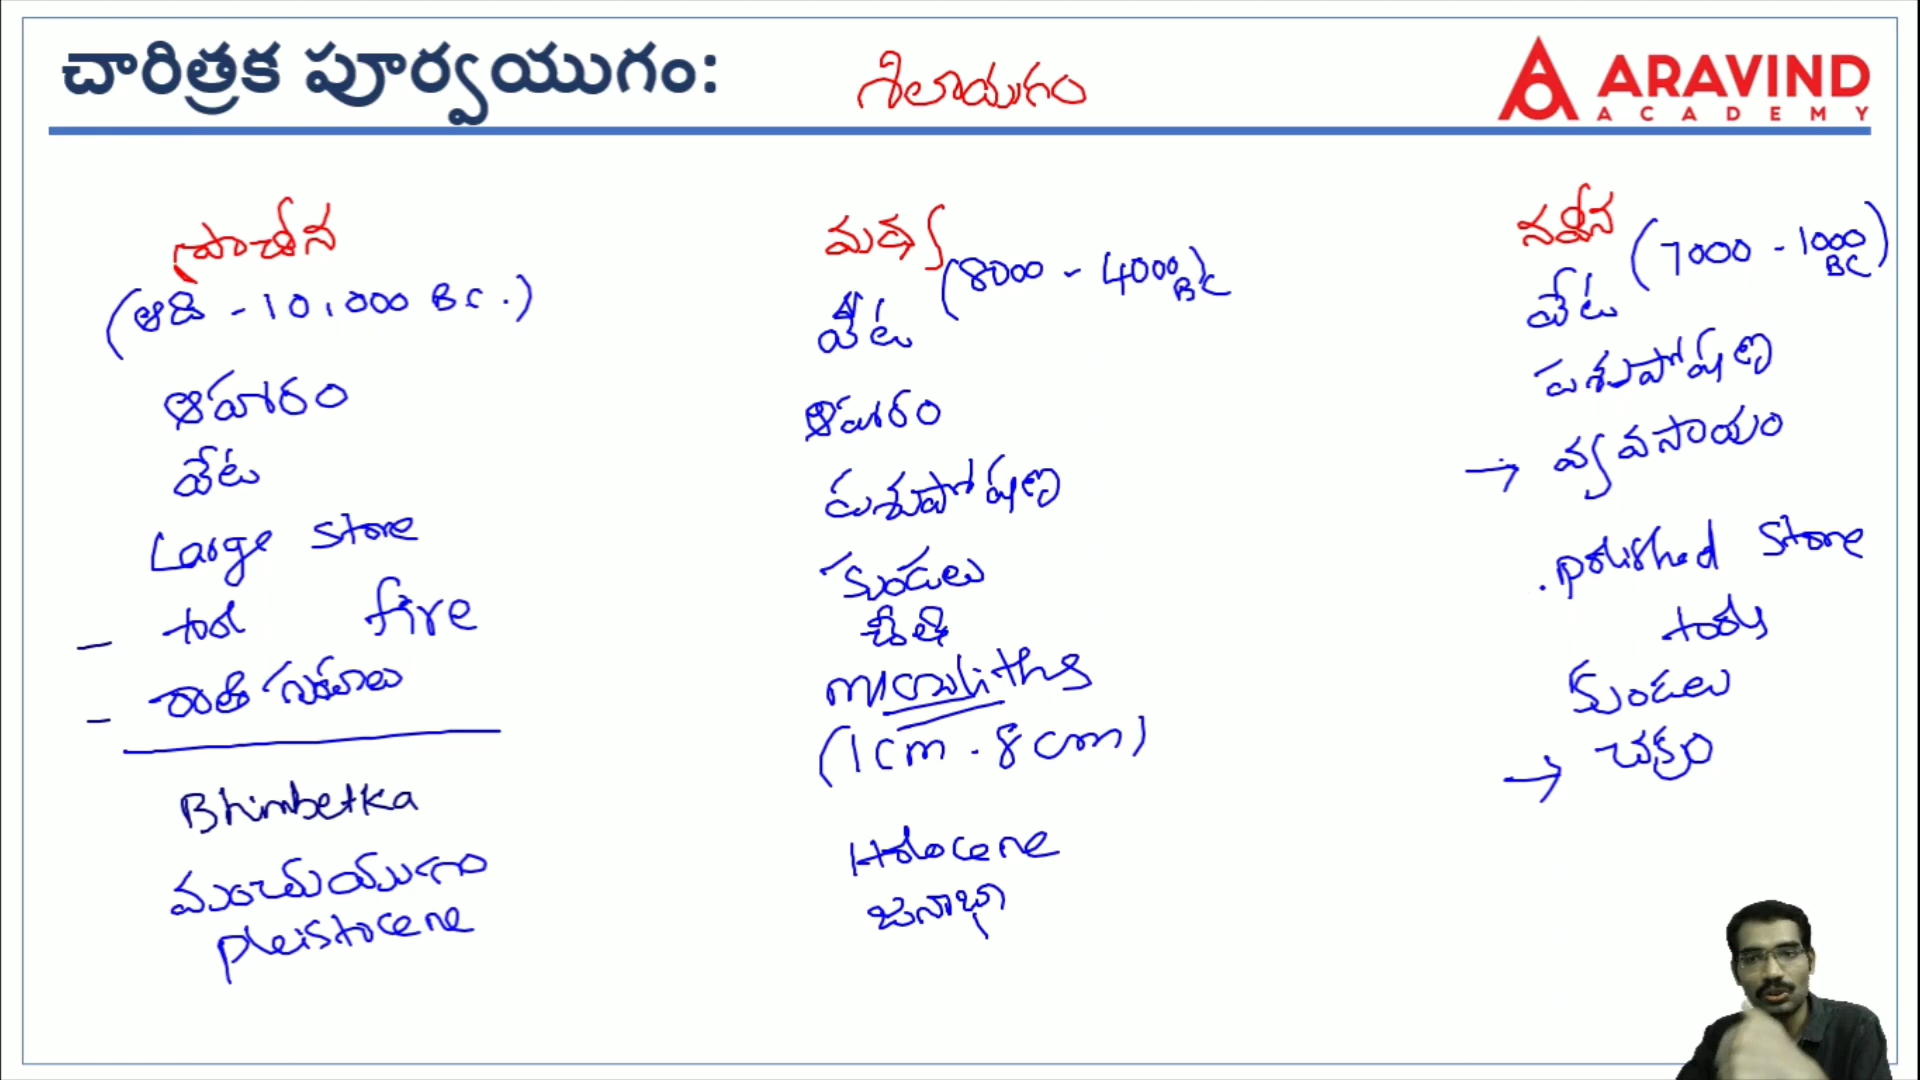 చారిత్రక పూర్వయుగం:
శిలాయుగం
ARAVIND
ACADEMY
ప్రాచీన
(ఆది - 10,000 BC.)
ఆహారం
వేట
Large stone
- tool fire
- రాతి గుహలు
Bhimbetka
మంచుయుగం
pleistocene
మధ్య
(8000 - 4000 BC)
వేట
ఆహారం
పశుపోషణ
కుండలు
చేతి
microliths
(1cm - 8cm)
Holocene
జనాభా
నవీన
(7000 - 1000 BC)
వేట
పశుపోషణ
→ వ్యవసాయం
. polished stone
tools
కుండలు
→ చక్రం